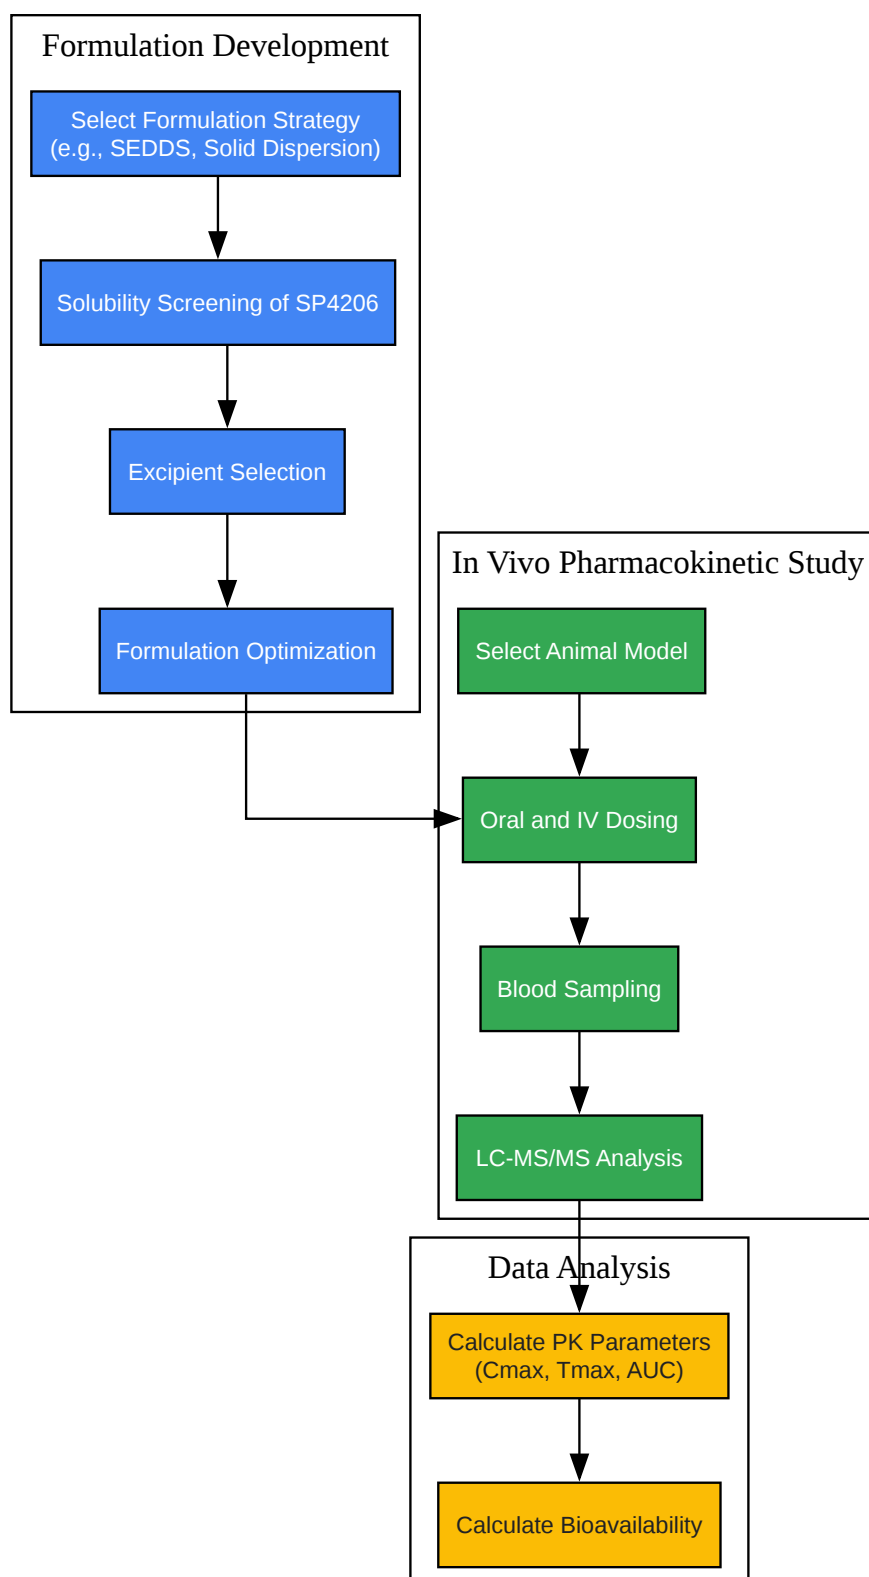 Formulation Development
Select Formulation Strategy
(e.g., SEDDS, Solid Dispersion)
Solubility Screening of SP4206
Excipient Selection
Formulation Optimization
In Vivo Pharmacokinetic Study
Select Animal Model
Oral and IV Dosing
Blood Sampling
LC-MS/MS Analysis
Data Analysis
Calculate PK Parameters
(Cmax, Tmax, AUC)
Calculate Bioavailability